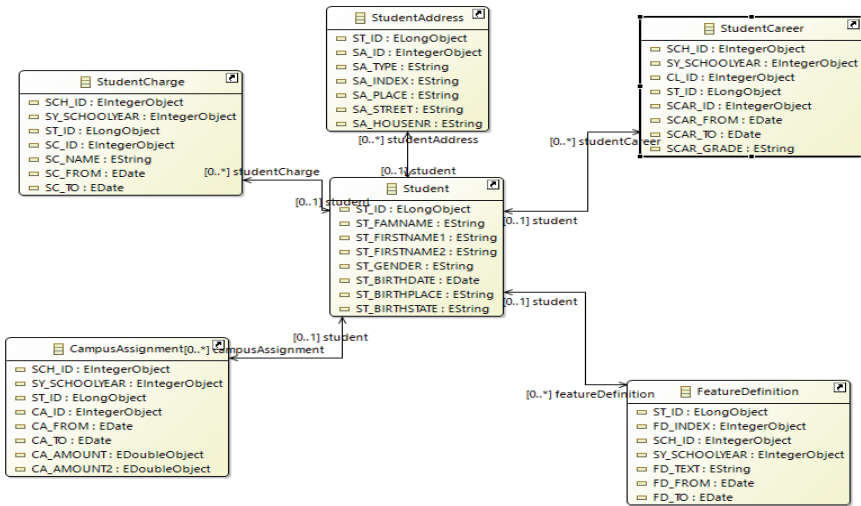 StudentAddress
ST_ID : ELongObject
SA_ID : EIntegerObject
SA_TYPE : EString
SA_INDEX : EString
SA_PLACE : EString
SA_STREET : EString
SA_HOUSENR : EString
StudentCareer
SCH_ID : EIntegerObject
SY_SCHOOLYEAR : EIntegerObject
CL_ID : EIntegerObject
ST_ID : ELongObject
SCAR_ID : EIntegerObject
SCAR_FROM : EDate
SCAR_TO : EDate
SCAR_GRADE : EString
StudentCharge
SCH_ID : EIntegerObject
SY_SCHOOLYEAR : EIntegerObject
ST_ID : ELongObject
SC_ID : EIntegerObject
SC_NAME : EString
SC_FROM : EDate
SC_TO : EDate
[0..*] studentAddress
[0..*] studentCareer
[0..*] studentCharge
[0..1] student
[0..1] student
[0..1] student
Student
ST_ID : ELongObject
ST_FAMNAME : EString
ST_FIRSTNAME1 : EString
ST_FIRSTNAME2 : EString
ST_GENDER : EString
ST_BIRTHDATE : EDate
ST_BIRTHPLACE : EString
ST_BIRTHSTATE : EString
[0..1] student
[0..1] student
CampusAssignment
[0..*] campusAssignment
SCH_ID : EIntegerObject
SY_SCHOOLYEAR : EIntegerObject
ST_ID : ELongObject
CA_ID : EIntegerObject
CA_FROM : EDate
CA_TO : EDate
CA_AMOUNT : EDoubleObject
CA_AMOUNT2 : EDoubleObject
[0..*] featureDefinition
FeatureDefinition
ST_ID : ELongObject
FD_INDEX : EIntegerObject
SCH_ID : EIntegerObject
SY_SCHOOLYEAR : EIntegerObject
FD_TEXT : EString
FD_FROM : EDate
FD_TO : EDate